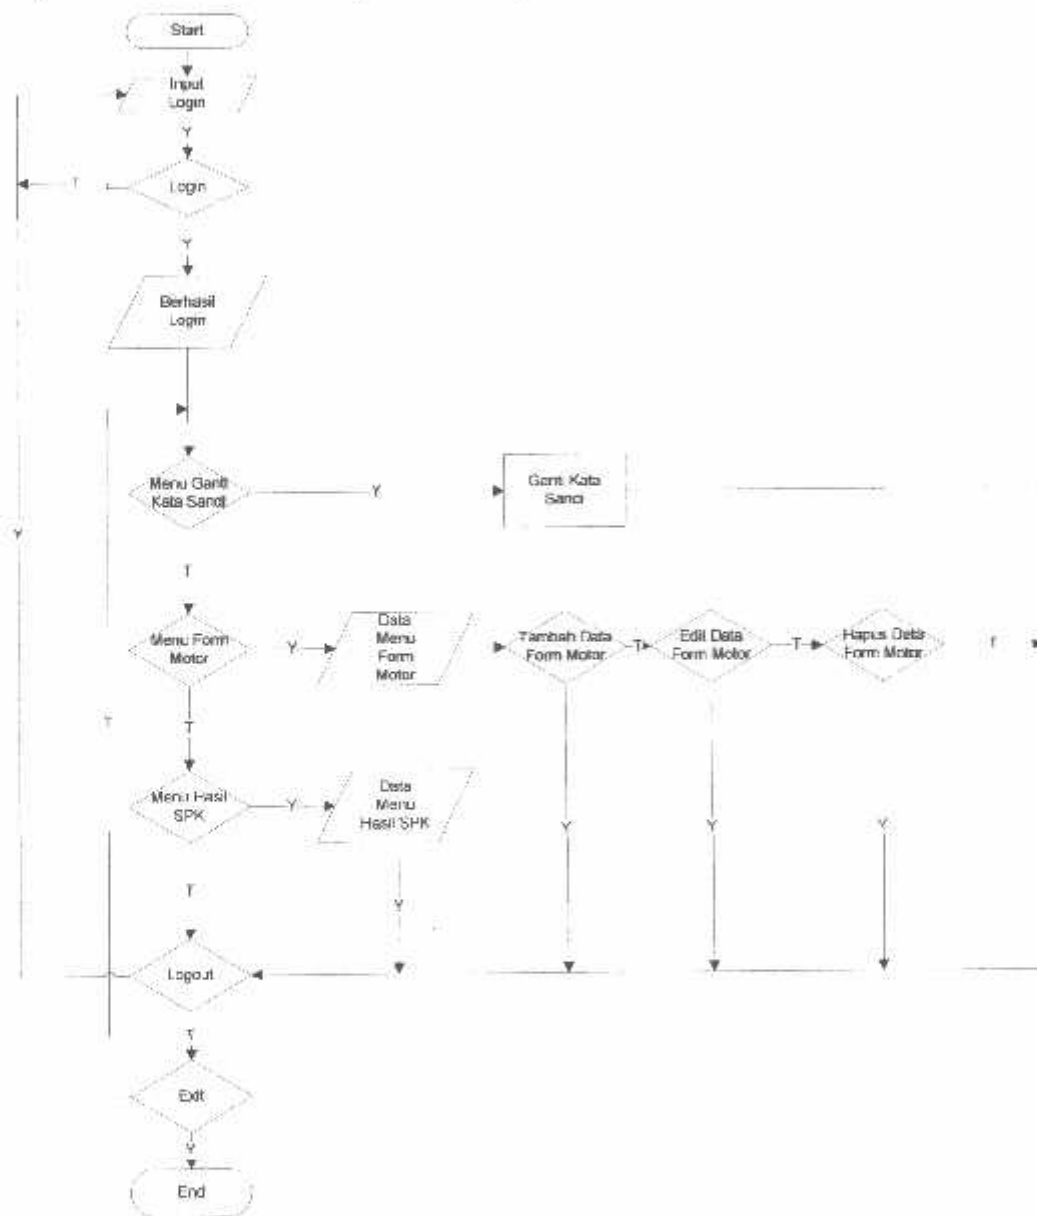 Start
Input
Login
Y
T
Login
Y
Berhasil
Login
Menu Ganti
Kata Sandi
Y
Ganti Kata
Sandi
Y
T
Menu Form
Motor
Y
Data
Menu
Form
Motor
Tambah Data
Form Motor
T
Edit Data
Form Motor
T
Hapus Data
Form Motor
T
T
T
Menu Hasil
SPK
Y
Data
Menu
Hasil SPK
Y
Y
Y
T
Y
Logout
T
Exit
Y
End